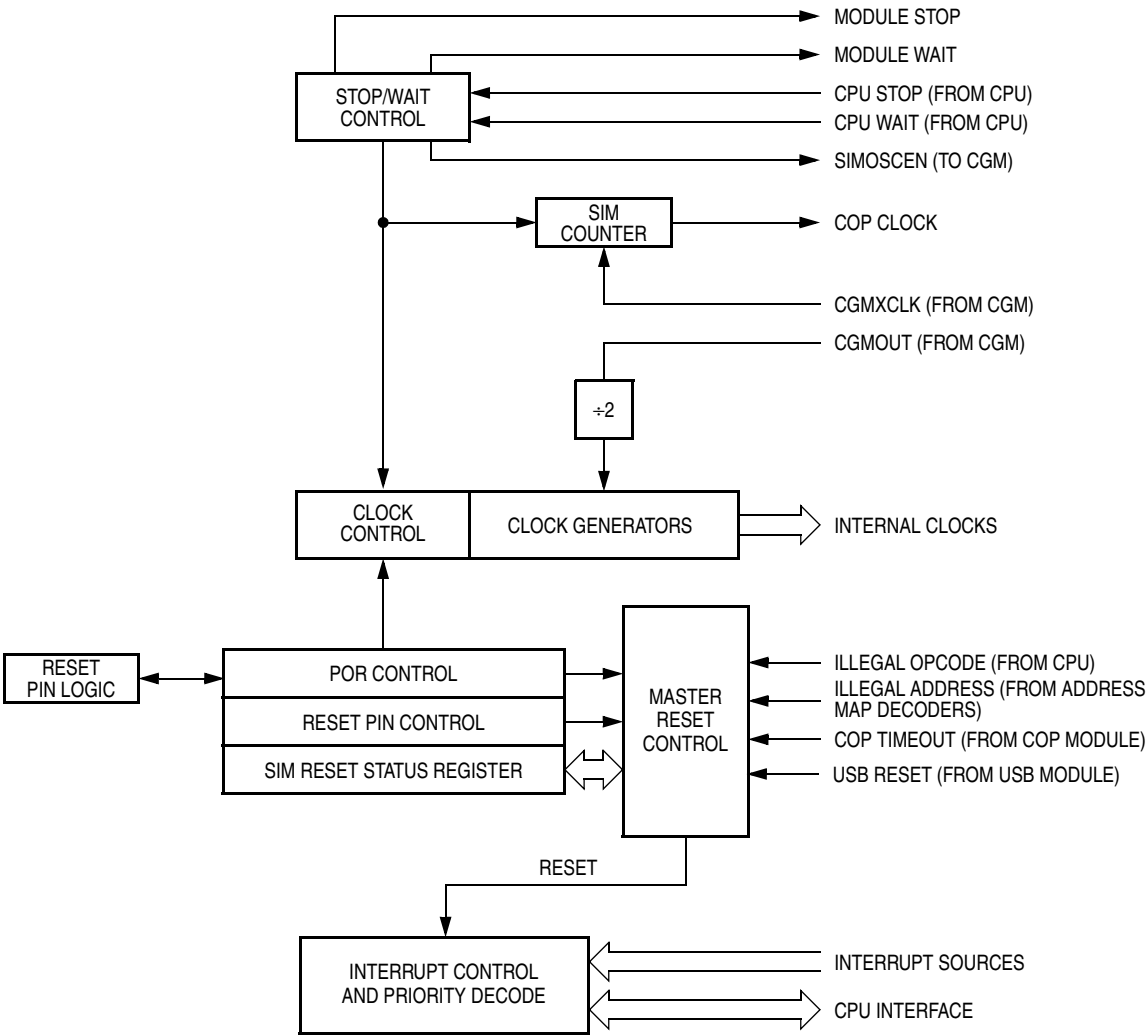 MODULE STOP
MODULE WAIT
STOP/WAIT
CONTROL
CPU STOP (FROM CPU)
CPU WAIT (FROM CPU)
SIMOSCEN (TO CGM)
SIM
COUNTER
COP CLOCK
CGMXCLK (FROM CGM)
CGMOUT (FROM CGM)
÷2
CLOCK
CONTROL
CLOCK GENERATORS
INTERNAL CLOCKS
RESET
PIN LOGIC
POR CONTROL
RESET PIN CONTROL
SIM RESET STATUS REGISTER
MASTER
RESET
CONTROL
ILLEGAL OPCODE (FROM CPU)
ILLEGAL ADDRESS (FROM ADDRESS
MAP DECODERS)
COP TIMEOUT (FROM COP MODULE)
USB RESET (FROM USB MODULE)
RESET
INTERRUPT CONTROL
AND PRIORITY DECODE
INTERRUPT SOURCES
CPU INTERFACE